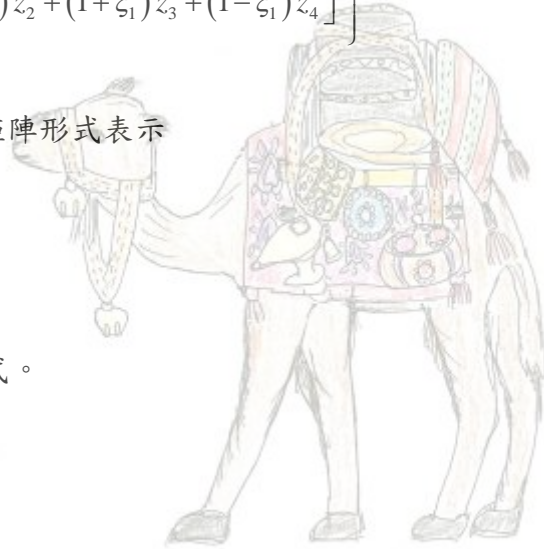 )z₂ + (1+ζ₁)z₃ + (1−ζ₁)z₄]}
陣形式表示
式。